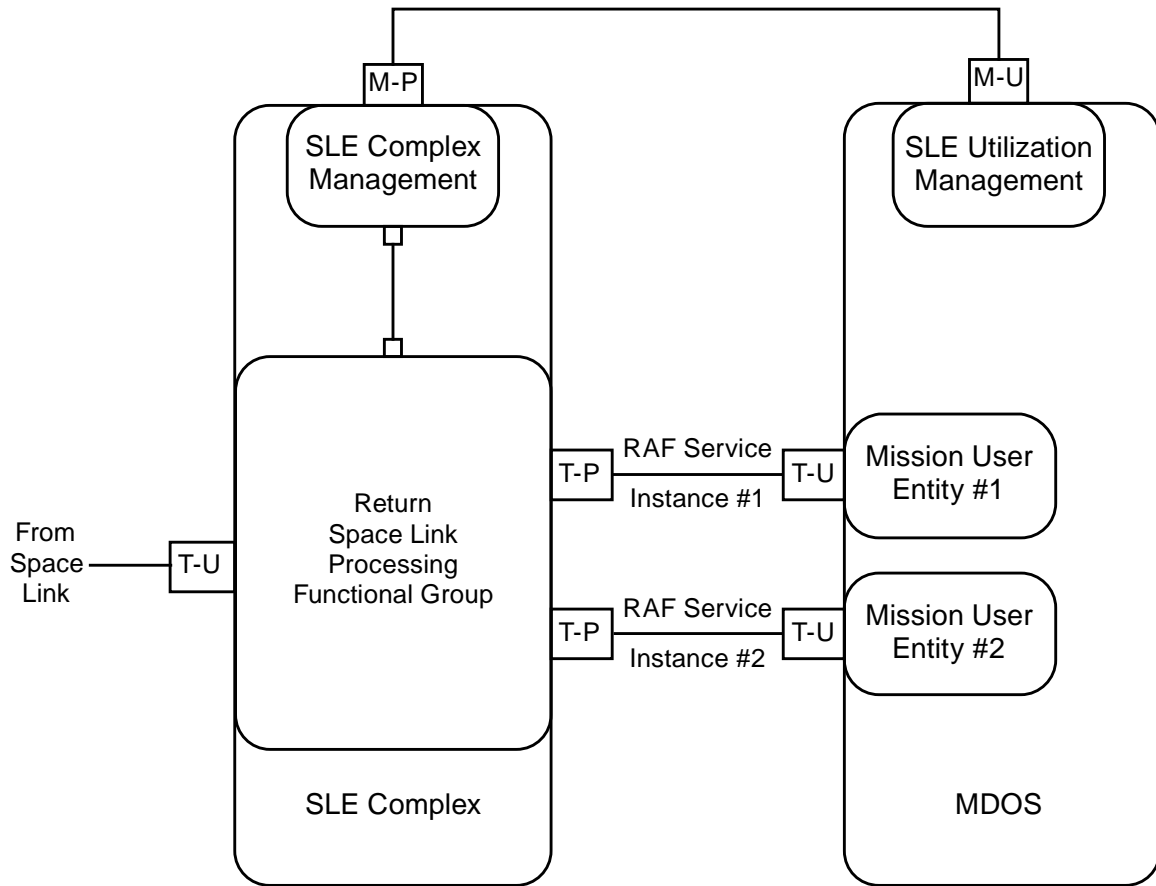 M-P
M-U
SLE Complex
Management
SLE Utilization
Management
RAF Service
T-P
T-U
Instance #1
Mission User
Entity #1
Return
Space Link
Processing
Functional Group
From
Space
Link
T-U
RAF Service
T-P
T-U
Instance #2
Mission User
Entity #2
SLE Complex
MDOS